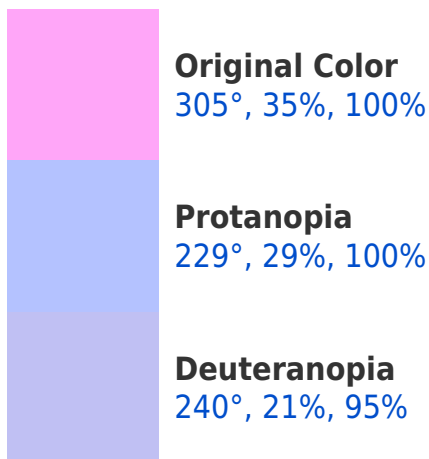 Original Color
305°, 35%, 100%
Protanopia
229°, 29%, 100%
Deuteranopia
240°, 21%, 95%